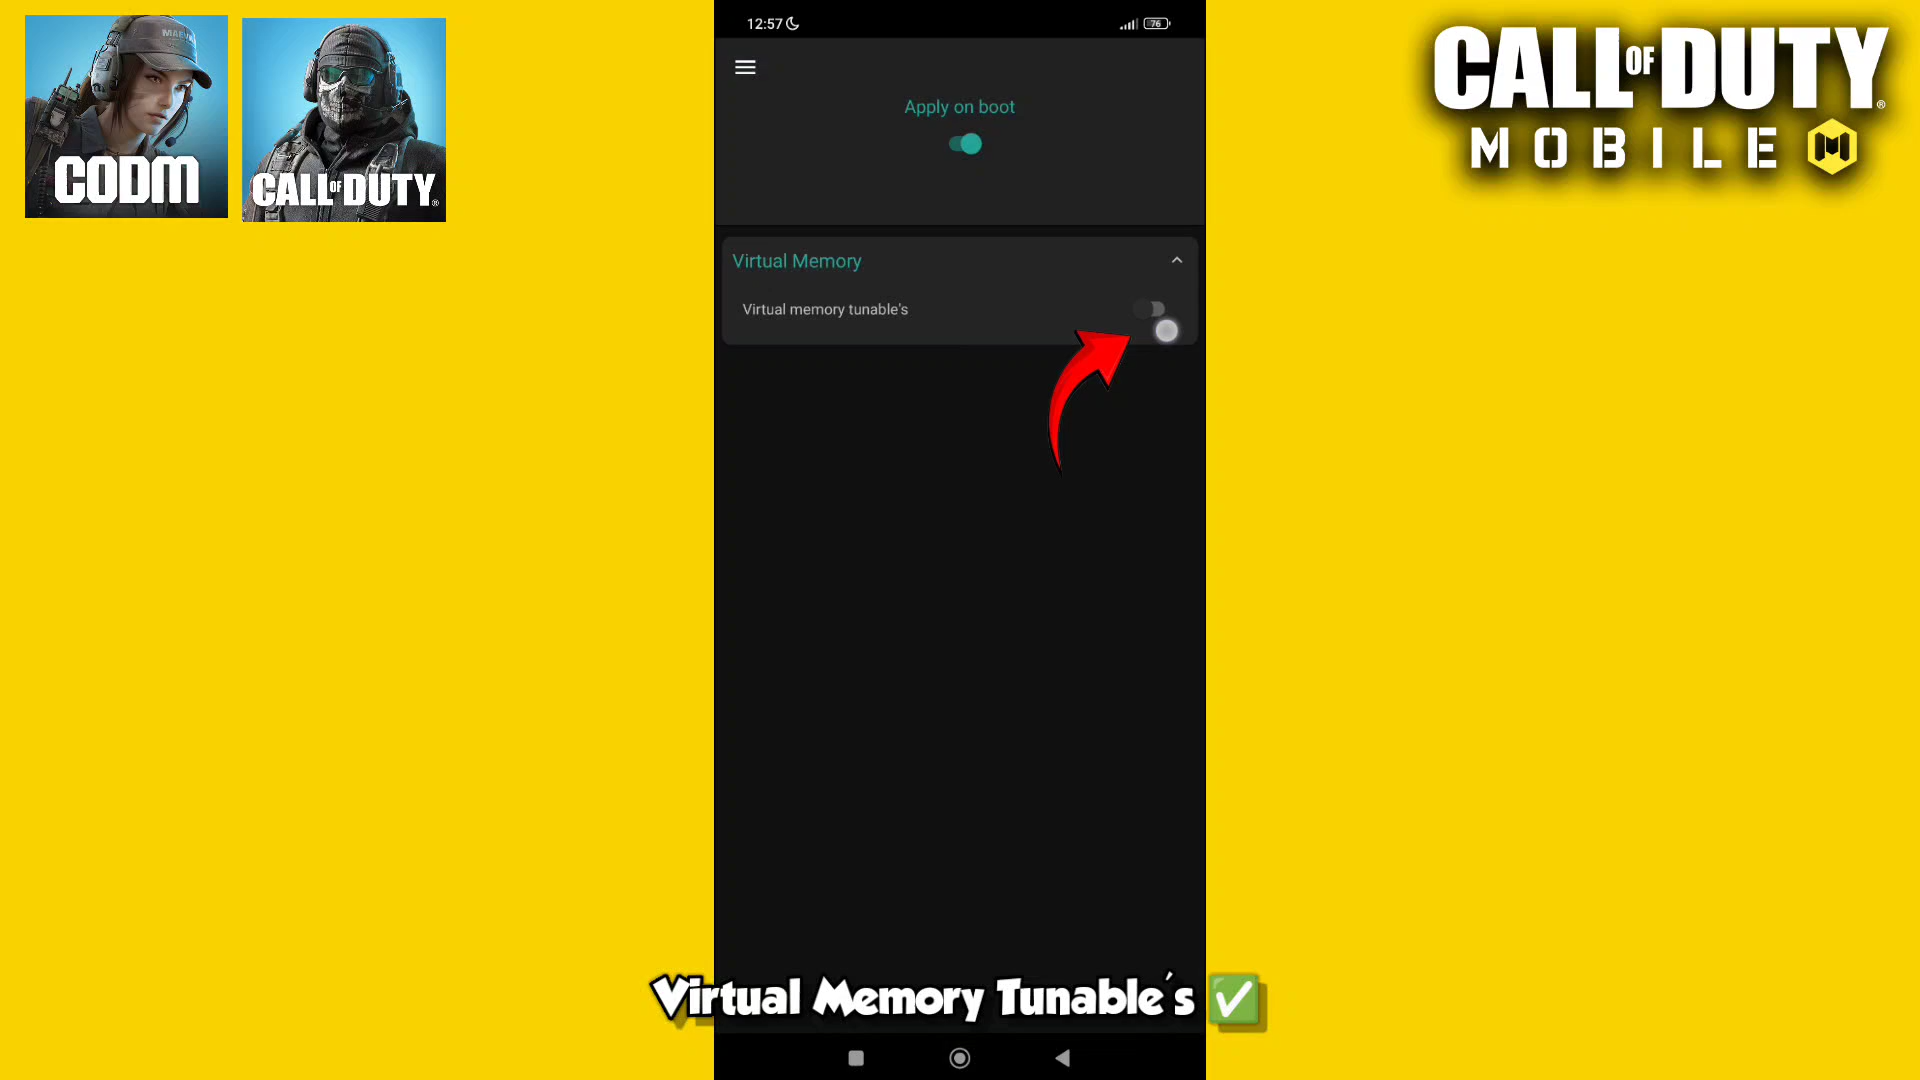 CODM
CALL OF DUTY®
12:57
76
Apply on boot
Virtual Memory
Virtual memory tunable's
Virtual Memory Tunable's ✅
CALL OF DUTY®
MOBILE